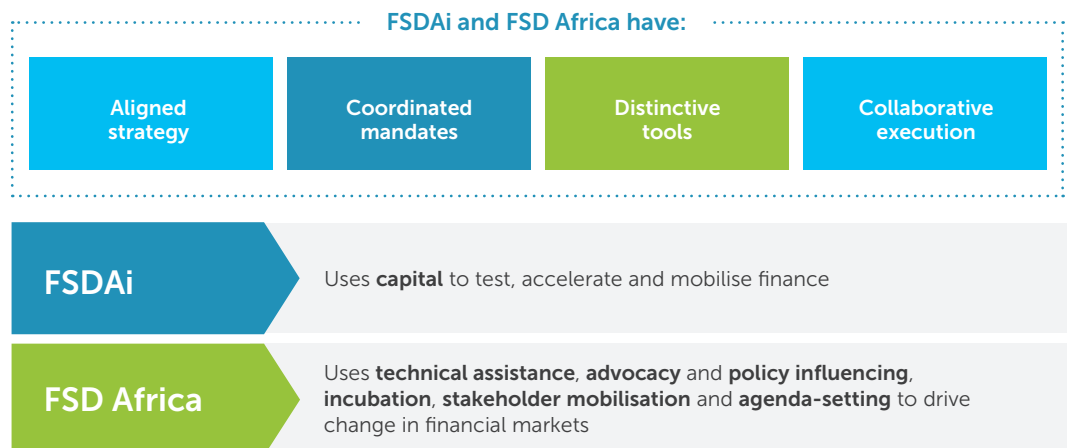 FSDAi and FSD Africa have:
Aligned
strategy
Coordinated
mandates
Distinctive
tools
Collaborative
execution
FSDAi
Uses capital to test, accelerate and mobilise finance
FSD Africa
Uses technical assistance, advocacy and policy influencing,
incubation, stakeholder mobilisation and agenda-setting to drive
change in financial markets